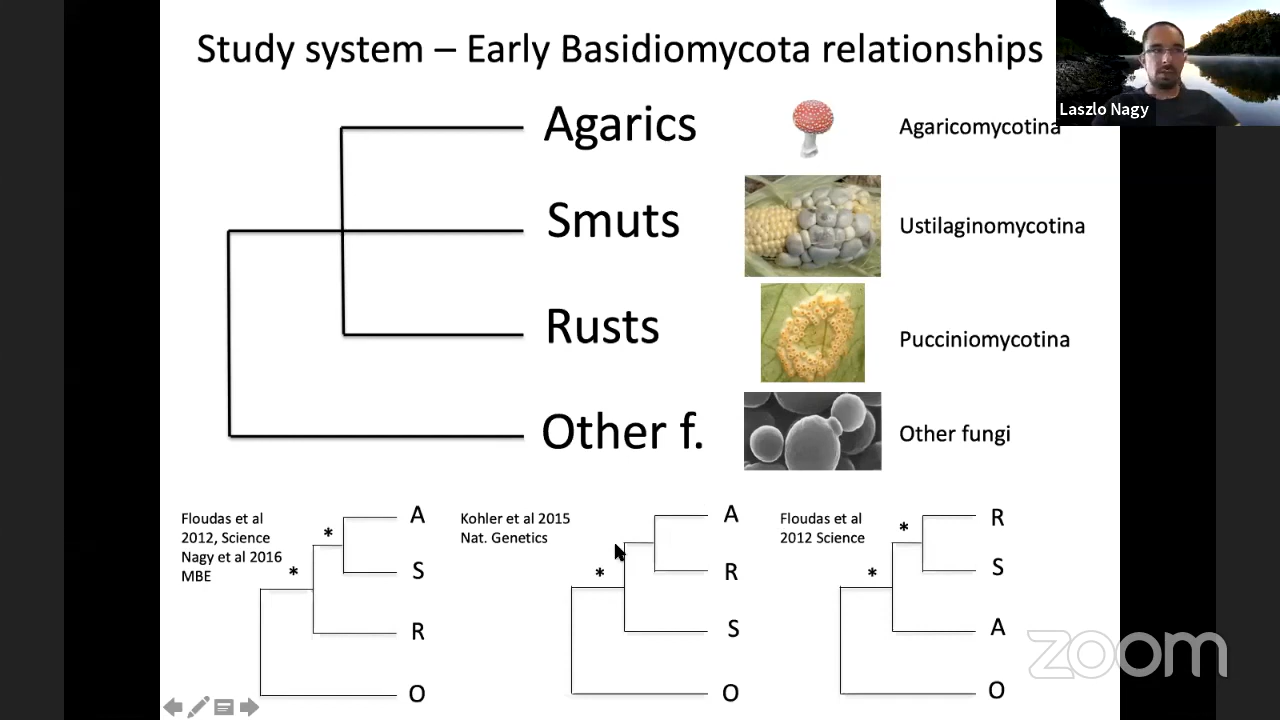 Study system – Early Basidiomycota relationships
Laszlo Nagy
Agarics
Agaricomycotina
Smuts
Ustilaginomycotina
Rusts
Pucciniomycotina
Other f.
Other fungi
Floudas et al
2012, Science
Nagy et al 2016
MBE
*
*
A
S
R
O
Kohler et al 2015
Nat. Genetics
*
A
R
S
O
Floudas et al
2012 Science
*
*
R
S
A
O
zoom